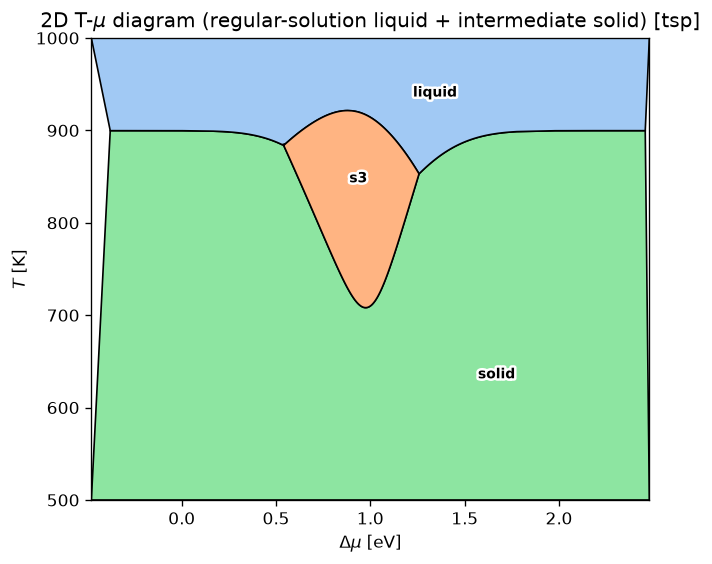 2D T-μ diagram (regular-solution liquid + intermediate solid) [tsp]
1000
900
800
700
600
500
T [K]
liquid
s3
solid
0.0 0.5 1.0 1.5 2.0
Δμ [eV]